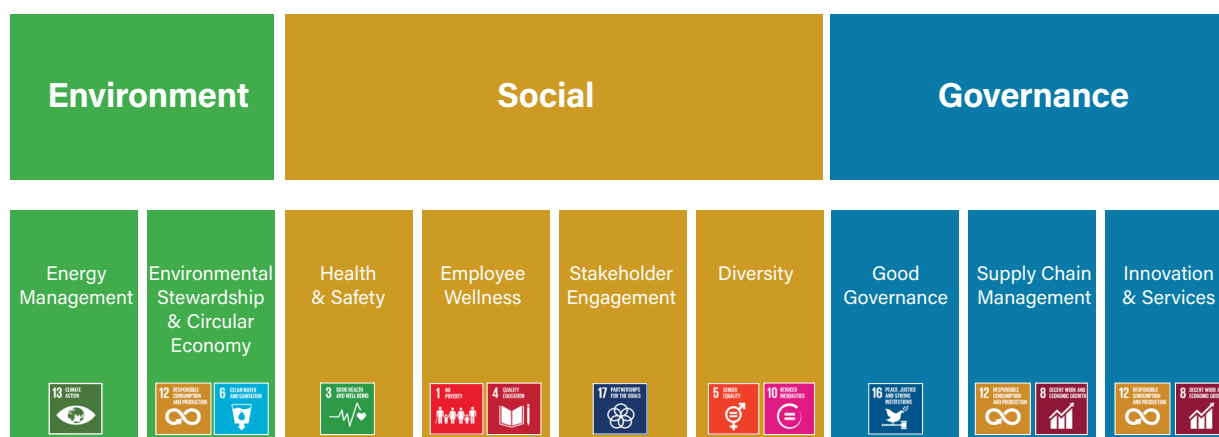 Environment
Social
Governance
Energy
Management
Environmental
Stewardship
& Circular
Economy
Health
& Safety
Employee
Wellness
Stakeholder
Engagement
Diversity
Good
Governance
Supply Chain
Management
Innovation
& Services
13 CLIMATE
ACTION
12 RESPONSIBLE
CONSUMPTION
AND PRODUCTION
6 CLEAN WATER
AND SANITATION
3 GOOD HEALTH
AND WELL-BEING
1 NO
POVERTY
4 QUALITY
EDUCATION
17 PARTNERSHIPS
FOR THE GOALS
5 GENDER
EQUALITY
10 REDUCED
INEQUALITIES
16 PEACE, JUSTICE
AND STRONG
INSTITUTIONS
12 RESPONSIBLE
CONSUMPTION
AND PRODUCTION
8 DECENT WORK AND
ECONOMIC GROWTH
12 RESPONSIBLE
CONSUMPTION
AND PRODUCTION
8 DECENT WORK
ECONOMIC